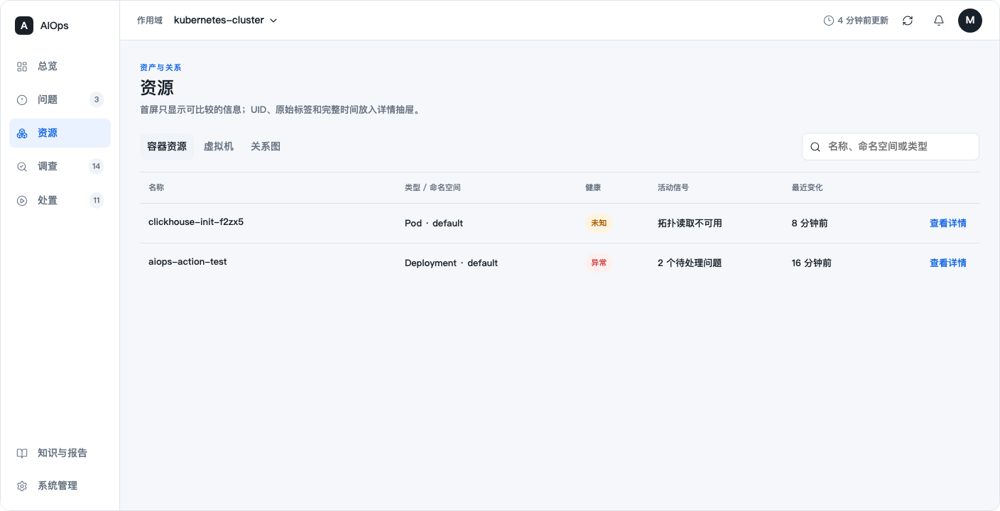 A AIOps
作用域 kubernetes-cluster
4 分钟前更新
M
总览
问题 3
资源
调查 14
处置 11
知识与报告
系统管理
资产与关系
资源
首屏只显示可比较的信息；UID、原始标签和完整时间放入详情抽屉。
容器资源 虚拟机 关系图
名称、命名空间或类型
名称 类型 / 命名空间 健康 活动信号 最近变化
clickhouse-init-f2zx5 Pod · default 未知 拓扑读取不可用 8 分钟前 查看详情
aiops-action-test Deployment · default 异常 2 个待处理问题 16 分钟前 查看详情